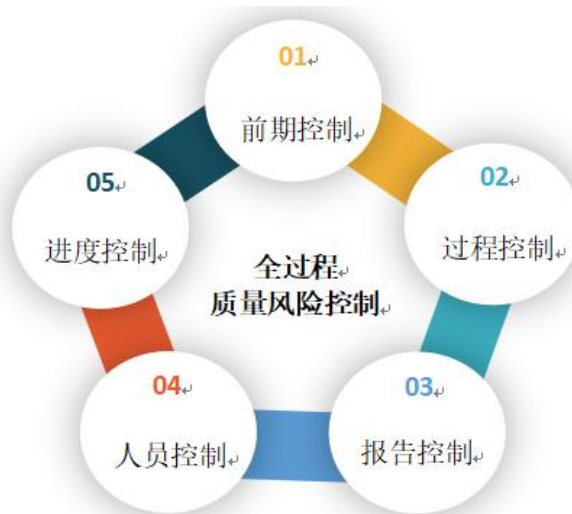 01
前期控制
02
过程控制
03
报告控制
04
人员控制
05
进度控制
全过程
质量风险控制